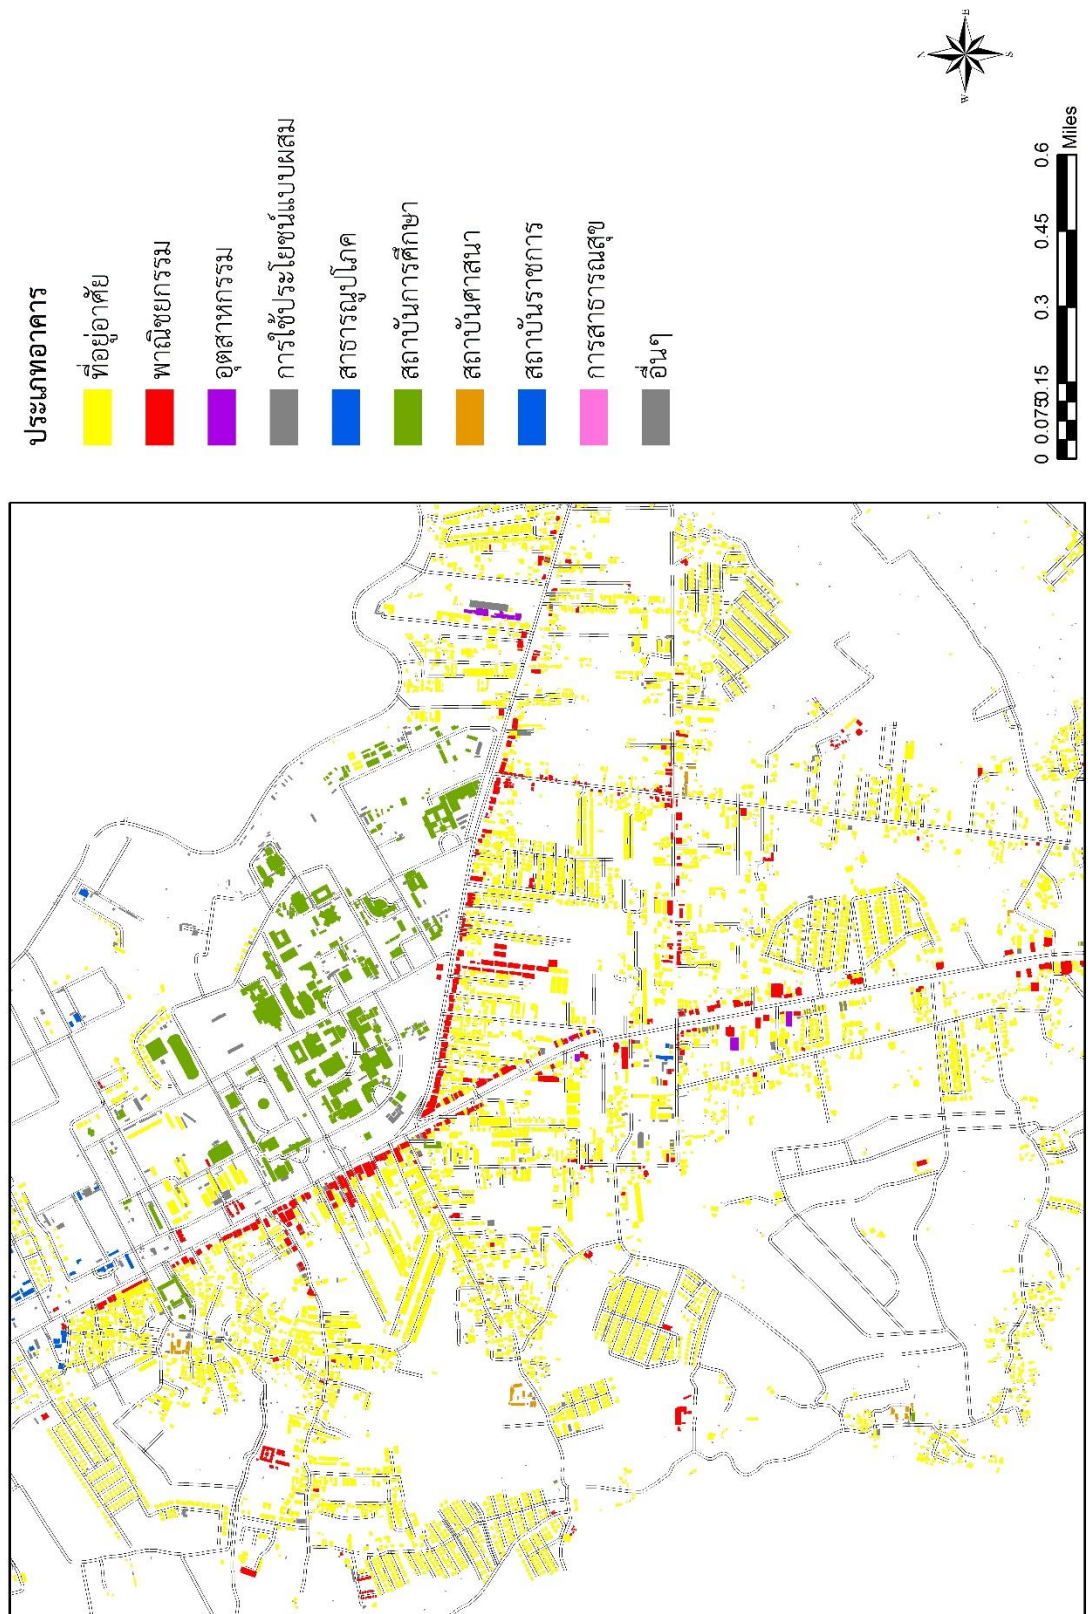 ประเภทอาคาร
ที่อยู่อาศัย
พาณิชยกรรม
อุตสาหกรรม
การใช้ประโยชน์แบบผสม
สาธารณูปโภค
สถาบันการศึกษา
สถาบันศาสนา
สถาบันราชการ
การสาธารณสุข
อื่นๆ
N
E
S
W
0 0.0750.15 0.3 0.45 0.6
Miles